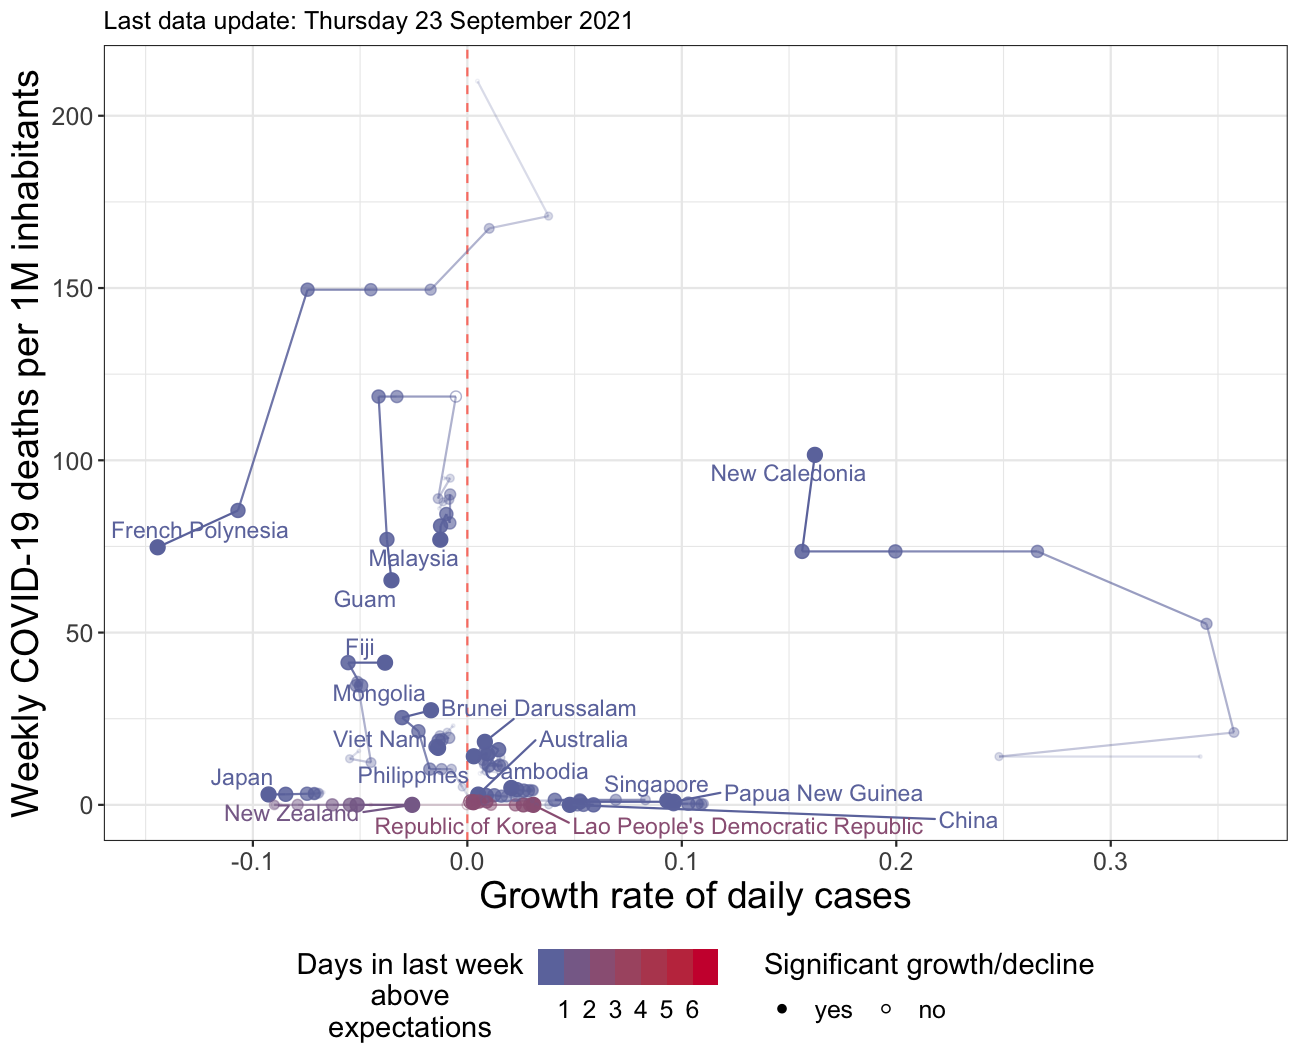 Last data update: Thursday 23 September 2021
Weekly COVID-19 deaths per 1M inhabitants
200
150
100
50
0
New Caledonia
French Polynesia
Malaysia
Guam
Fiji
Mongolia
Brunei Darussalam
Viet Nam
Australia
Philippines
Cambodia
Japan
Singapore
Papua New Guinea
New Zealand
China
Republic of Korea
Lao People's Democratic Republic
-0.1
0.0
0.1
0.2
0.3
Growth rate of daily cases
Days in last week
above
expectations
1 2 3 4 5 6
Significant growth/decline
yes
no